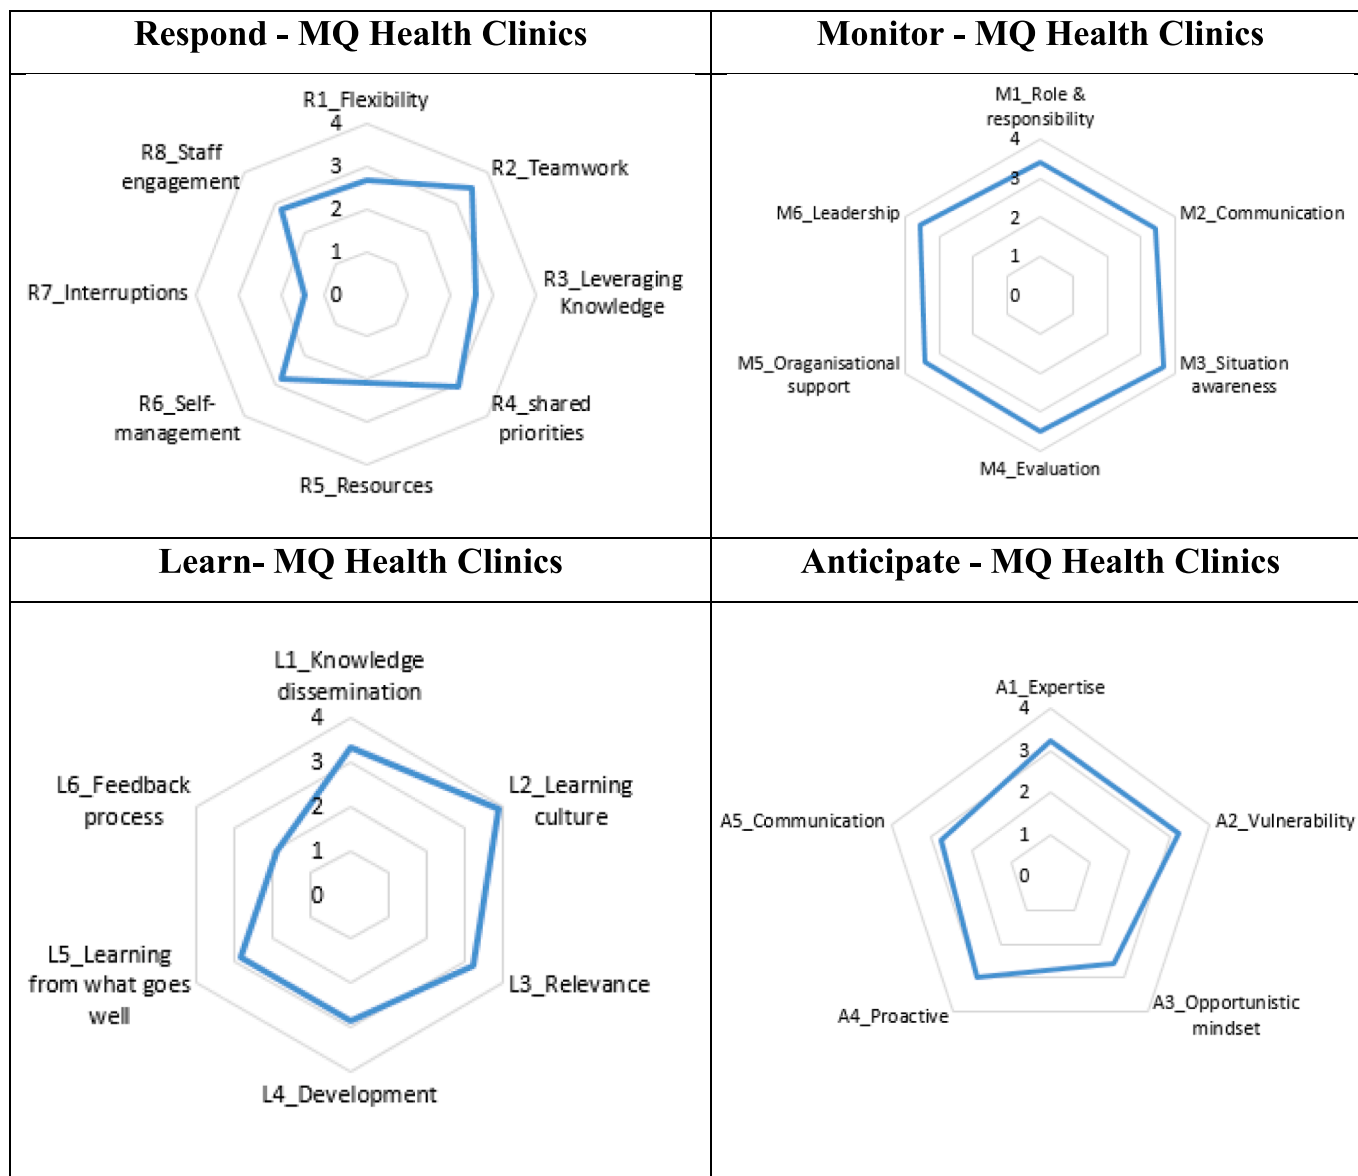 Respond - MQ Health Clinics
R1_Flexibility
4
3
2
1
0
R2_Teamwork
R3_Leveraging
Knowledge
R4_shared
priorities
R5_Resources
R6_Self-
management
R7_Interruptions
R8_Staff
engagement
Monitor - MQ Health Clinics
M1_Role &
responsibility
4
3
2
1
0
M2_Communication
M3_Situation
awareness
M4_Evaluation
M5_Oraganisational
support
M6_Leadership
Learn- MQ Health Clinics
L1_Knowledge
dissemination
4
3
2
1
0
L2_Learning
culture
L3_Relevance
L4_Development
L5_Learning
from what goes
well
L6_Feedback
process
Anticipate - MQ Health Clinics
A1_Expertise
4
3
2
1
0
A2_Vulnerability
A3_Opportunistic
mindset
A4_Proactive
A5_Communication